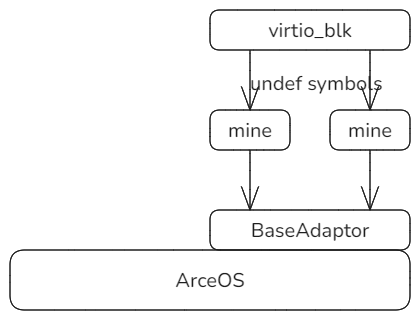 virtio_blk
undef symbols
mine mine
BaseAdaptor
ArceOS